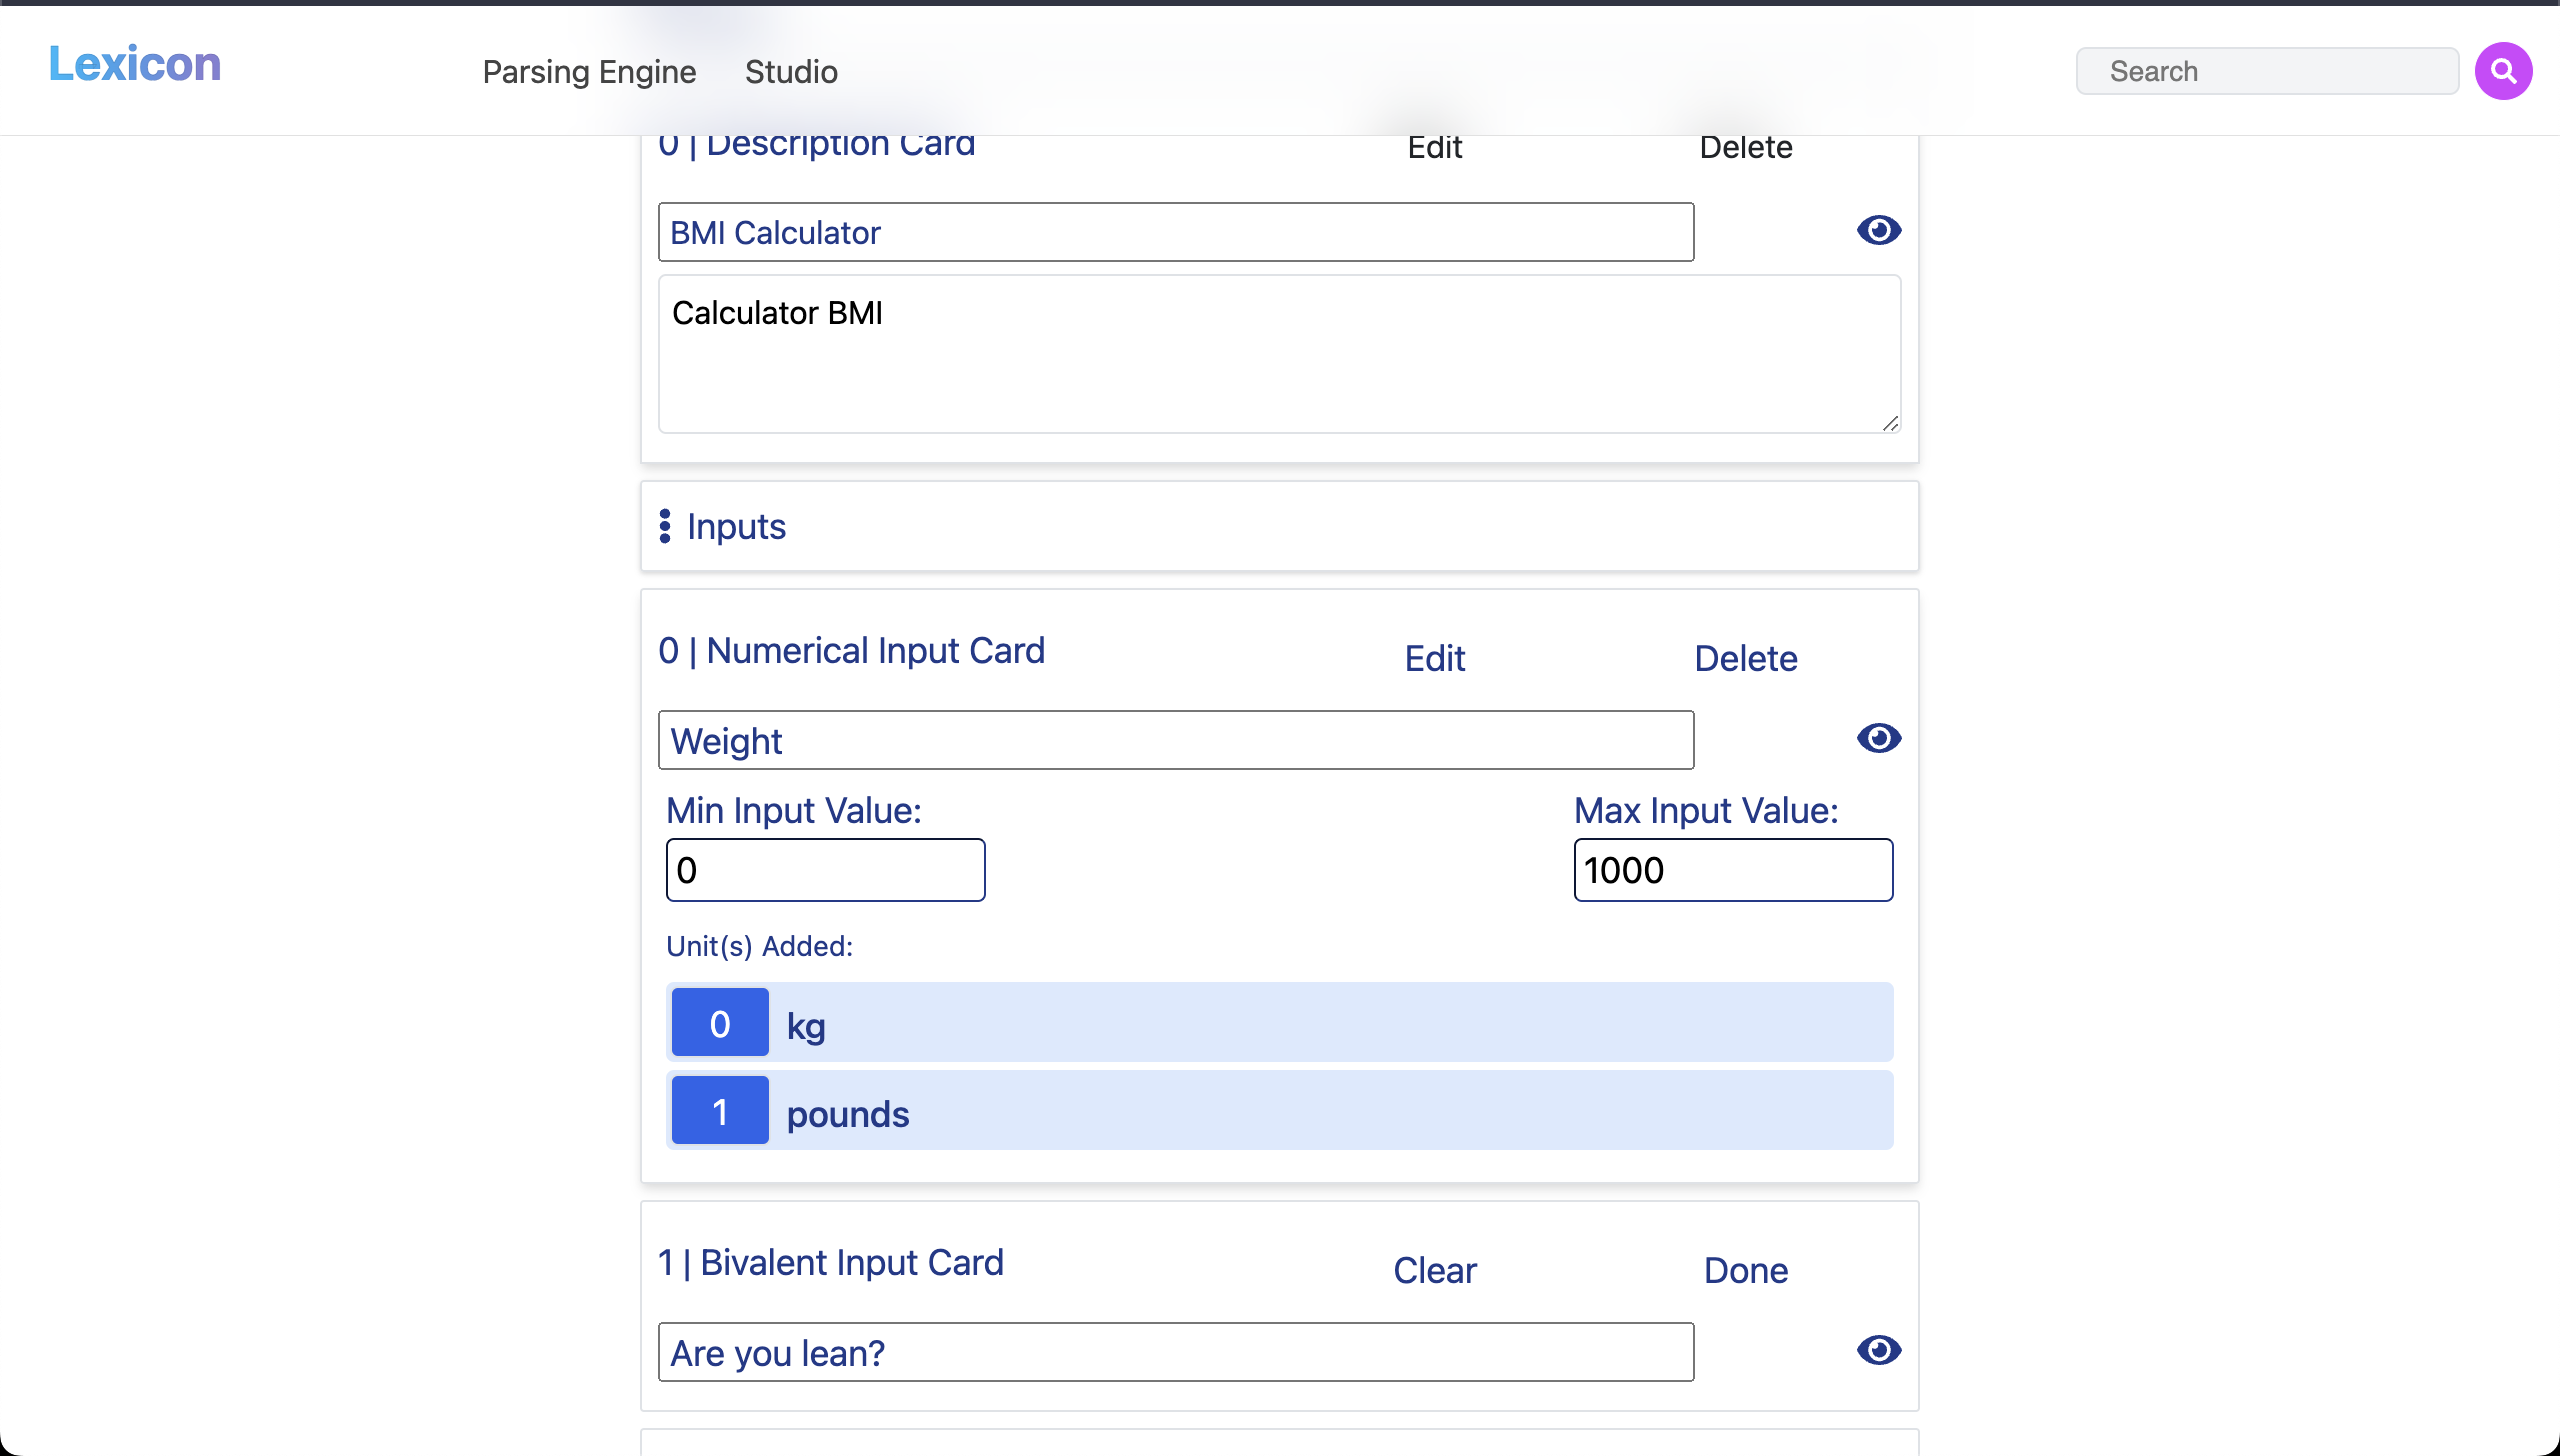 Lexicon
Parsing Engine
Studio
Search
0 | Description Card
Edit
Delete
BMI Calculator
Calculator BMI
Inputs
0 | Numerical Input Card
Edit
Delete
Weight
Min Input Value:
Max Input Value:
0
1000
Unit(s) Added:
0 kg
1 pounds
1 | Bivalent Input Card
Clear
Done
Are you lean?